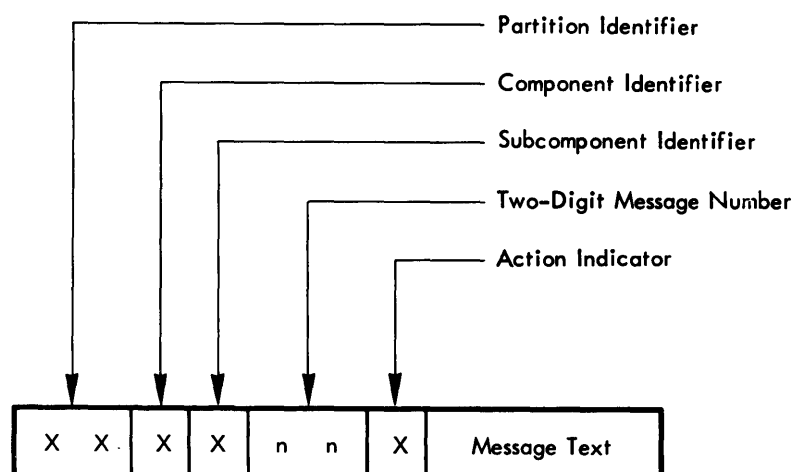 Partition Identifier
Component Identifier
Subcomponent Identifier
Two-Digit Message Number
Action Indicator
X X X X n n X Message Text